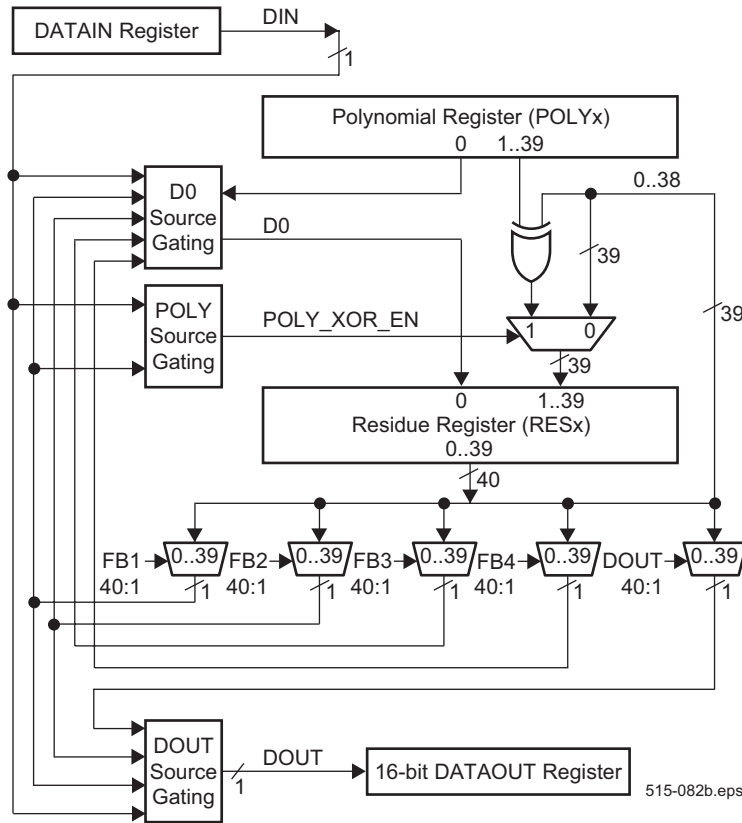 DATAIN Register
DIN
1
Polynomial Register (POLYx)
0 1..39
D0
Source
Gating
0..38
D0
39
39
POLY
Source
Gating
POLY_XOR_EN
1 0
39
0 1..39
Residue Register (RESx)
0..39
40
FB1 0..39 FB2 0..39 FB3 0..39 FB4 0..39 DOUT 0..39
40:1 1 40:1 1 40:1 1 40:1 1 40:1 1
DOUT
Source
Gating
DOUT
1
16-bit DATAOUT Register
515-082b.eps